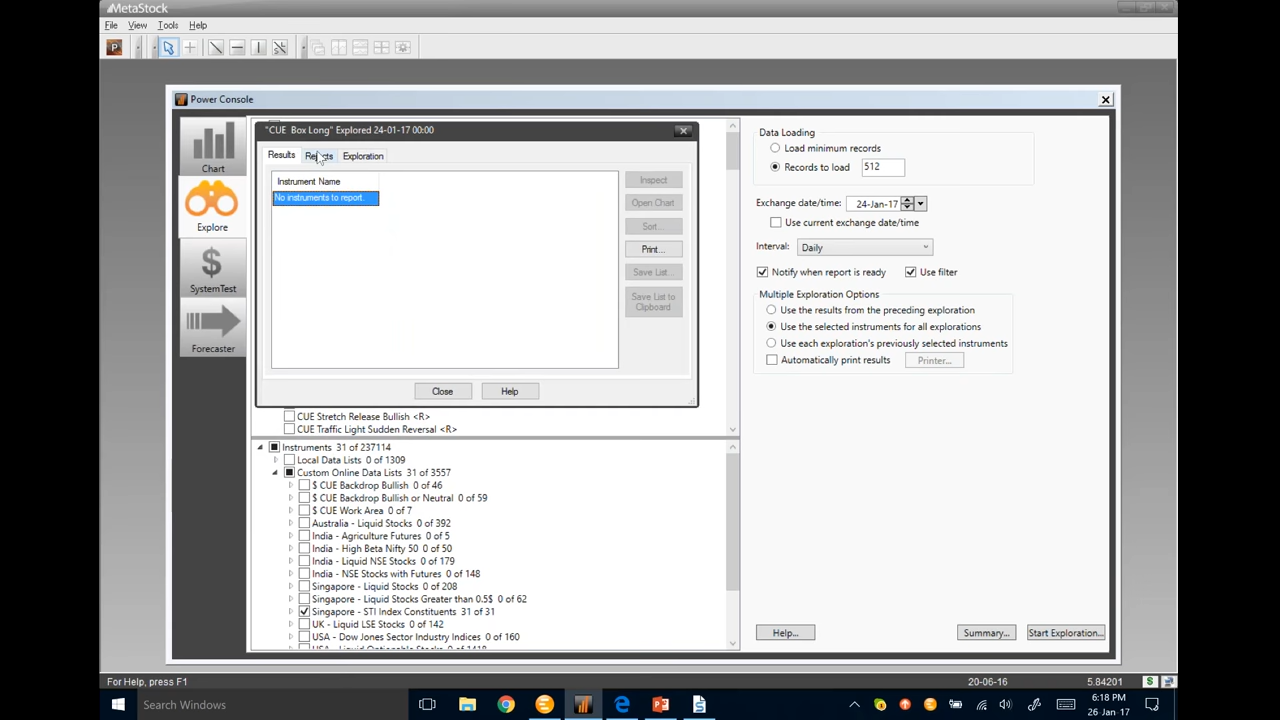 MetaStock
File View Tools Help
Power Console
Chart
Explore
SystemTest
Forecaster
"CUE Box Long" Explored 24-01-17 00:00
Results Rejects Exploration
Instrument Name
No instruments to report.
Inspect
Open Chart
Sort...
Print...
Save List...
Save List to
Clipboard
Close Help
CUE Stretch Release Bullish <R>
CUE Traffic Light Sudden Reversal <R>
Instruments 31 of 237114
Local Data Lists 0 of 1309
Custom Online Data Lists 31 of 3557
$ CUE Backdrop Bullish 0 of 46
$ CUE Backdrop Bullish or Neutral 0 of 59
$ CUE Work Area 0 of 7
Australia - Liquid Stocks 0 of 392
India - Agriculture Futures 0 of 5
India - High Beta Nifty 50 0 of 50
India - Liquid NSE Stocks 0 of 179
India - NSE Stocks with Futures 0 of 148
Singapore - Liquid Stocks 0 of 208
Singapore - Liquid Stocks Greater than 0.5$ 0 of 62
Singapore - STI Index Constituents 31 of 31
UK - Liquid LSE Stocks 0 of 142
USA - Dow Jones Sector Industry Indices 0 of 160
Data Loading
Load minimum records
Records to load 512
Exchange date/time: 24-Jan-17
Use current exchange date/time
Interval: Daily
Notify when report is ready Use filter
Multiple Exploration Options
Use the results from the preceding exploration
Use the selected instruments for all explorations
Use each exploration's previously selected instruments
Automatically print results Printer...
Help... Summary... Start Exploration...
For Help, press F1 20-06-16 5.84201
Search Windows
6:18 PM
26 Jan-17